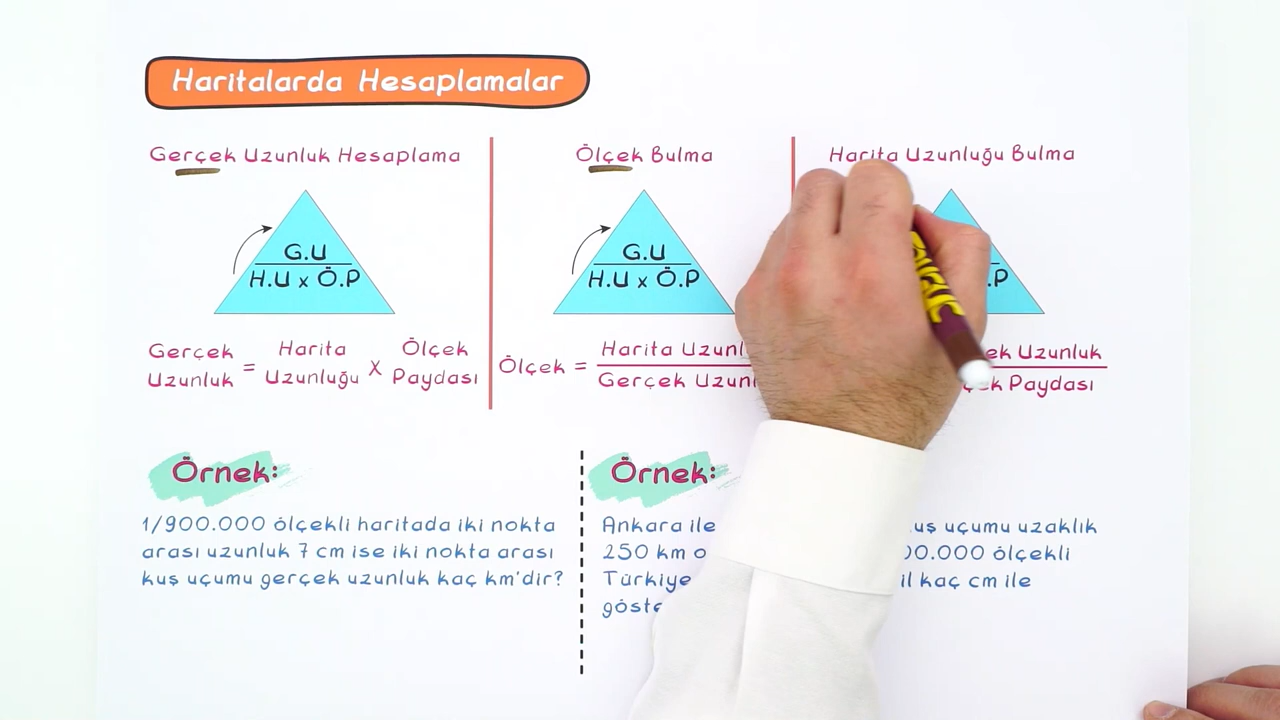 Haritalarda Hesaplamalar
Gerçek Uzunluk Hesaplama
G.U
H.U x Ö.P
Gerçek Uzunluk = Harita Uzunluğu x Ölçek Paydası
Ölçek Bulma
G.U
H.U x Ö.P
Ölçek = Harita Gerçek
Harita Uzunluğu Bulma
.P
Uzunluk
Paydası
Örnek:
1/900.000 ölçekli haritada iki nokta
arası uzunluk 7 cm ise iki nokta arası
kuş uçumu gerçek uzunluk kaç km'dir?
Örnek:
Ankara ile uçumu uzaklık
250 km ölçekli
Türkiye kaç cm ile